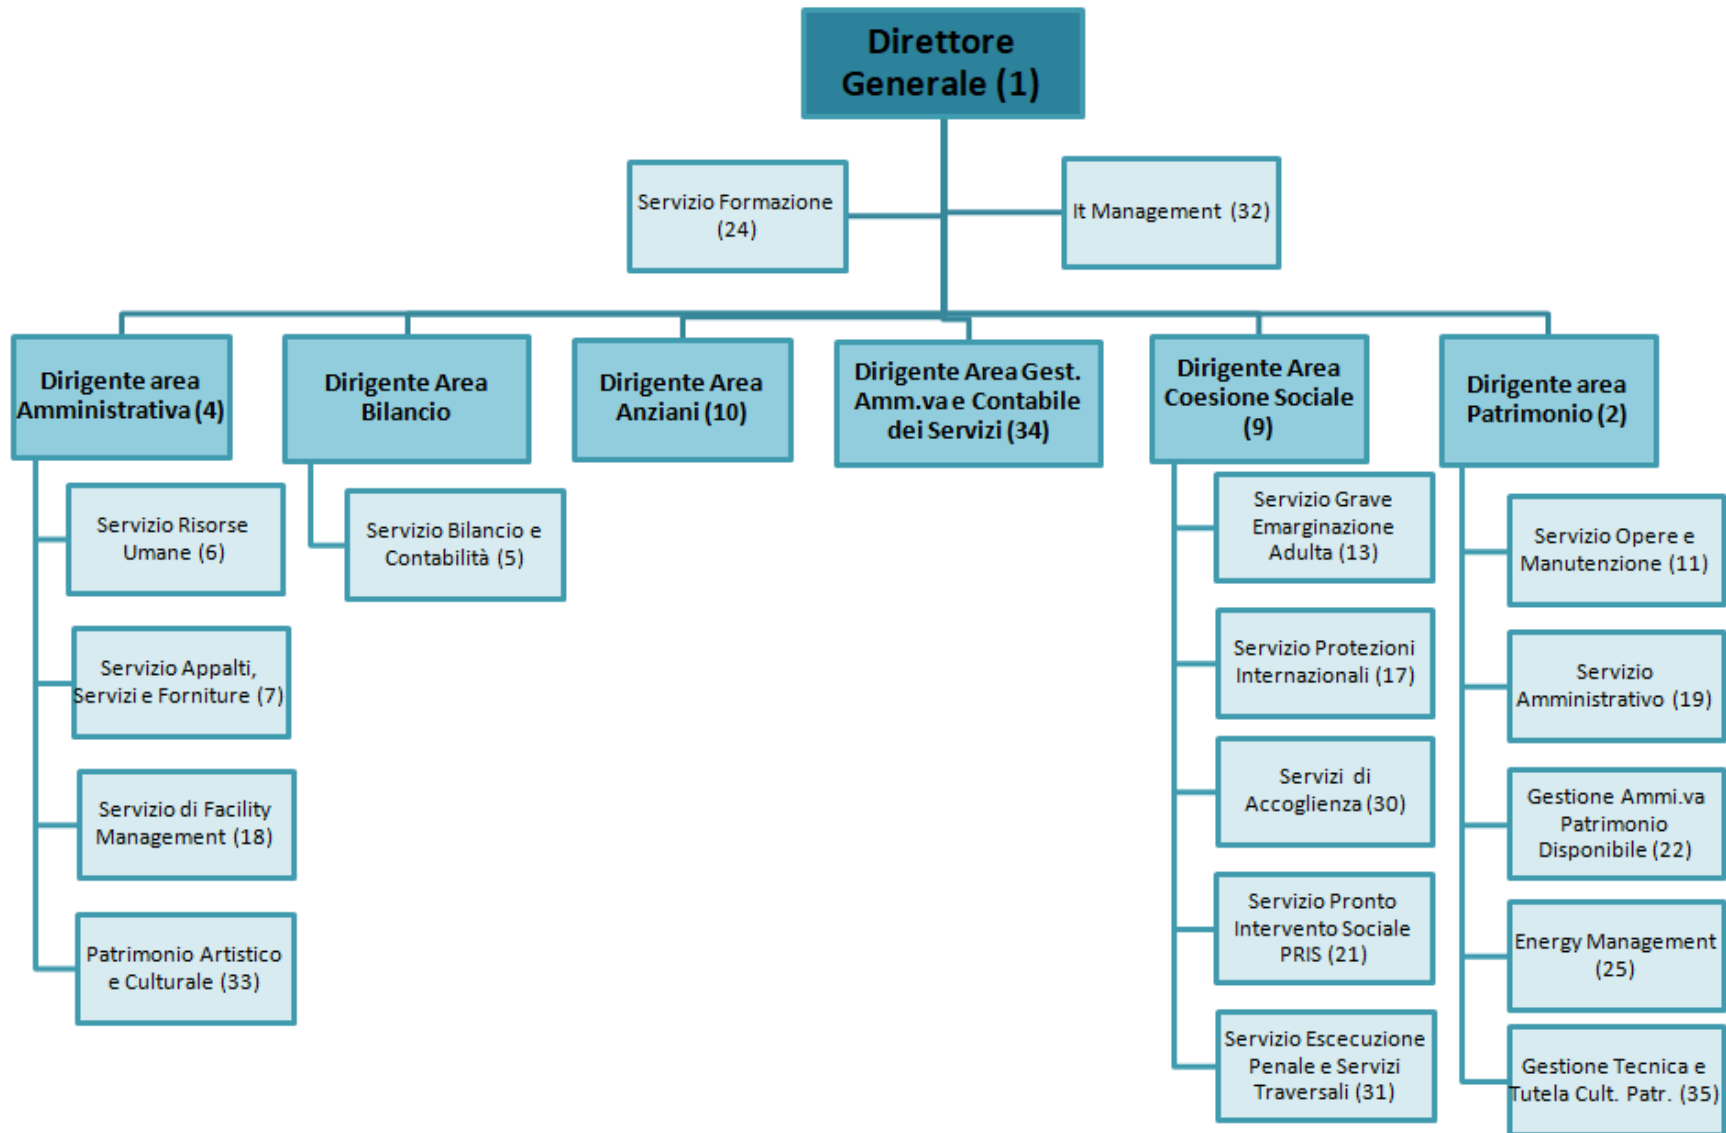 Direttore
Generale (1)
Servizio Formazione
(24)
It Management (32)
Dirigente area
Amministrativa (4)
Dirigente Area
Bilancio
Dirigente Area
Anziani (10)
Dirigente Area Gest.
Amm.va e Contabile
dei Servizi (34)
Dirigente Area
Coesione Sociale
(9)
Dirigente area
Patrimonio (2)
Servizio Risorse
Umane (6)
Servizio Appalti,
Servizi e Forniture (7)
Servizio di Facility
Management (18)
Patrimonio Artistico
e Culturale (33)
Servizio Bilancio e
Contabilità (5)
Servizio Grave
Emarginazione
Adulta (13)
Servizio Protezioni
Internazionali (17)
Servizi di
Accoglienza (30)
Servizio Pronto
Intervento Sociale
PRIS (21)
Servizio Escecuzione
Penale e Servizi
Traversali (31)
Servizio Opere e
Manutenzione (11)
Servizio
Amministrativo (19)
Gestione Ammi.va
Patrimonio
Disponibile (22)
Energy Management
(25)
Gestione Tecnica e
Tutela Cult. Patr. (35)